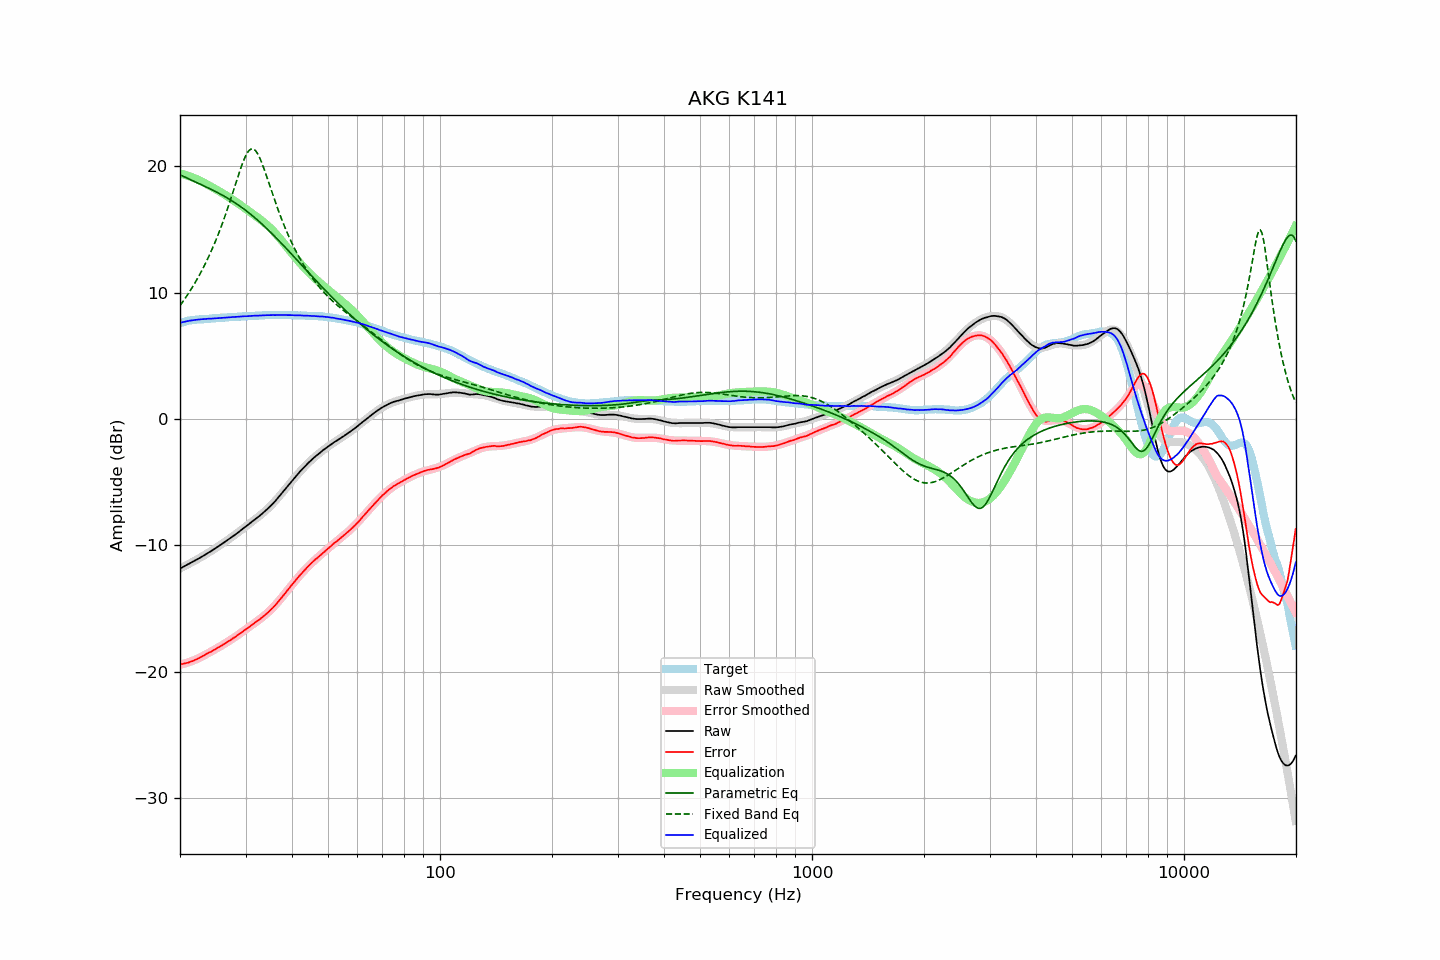 AKG K141
20
10
0
−10
−20
−30
Amplitude (dBr)
100
1000
10000
Frequency (Hz)
Target
Raw Smoothed
Error Smoothed
Raw
Error
Equalization
Parametric Eq
Fixed Band Eq
Equalized